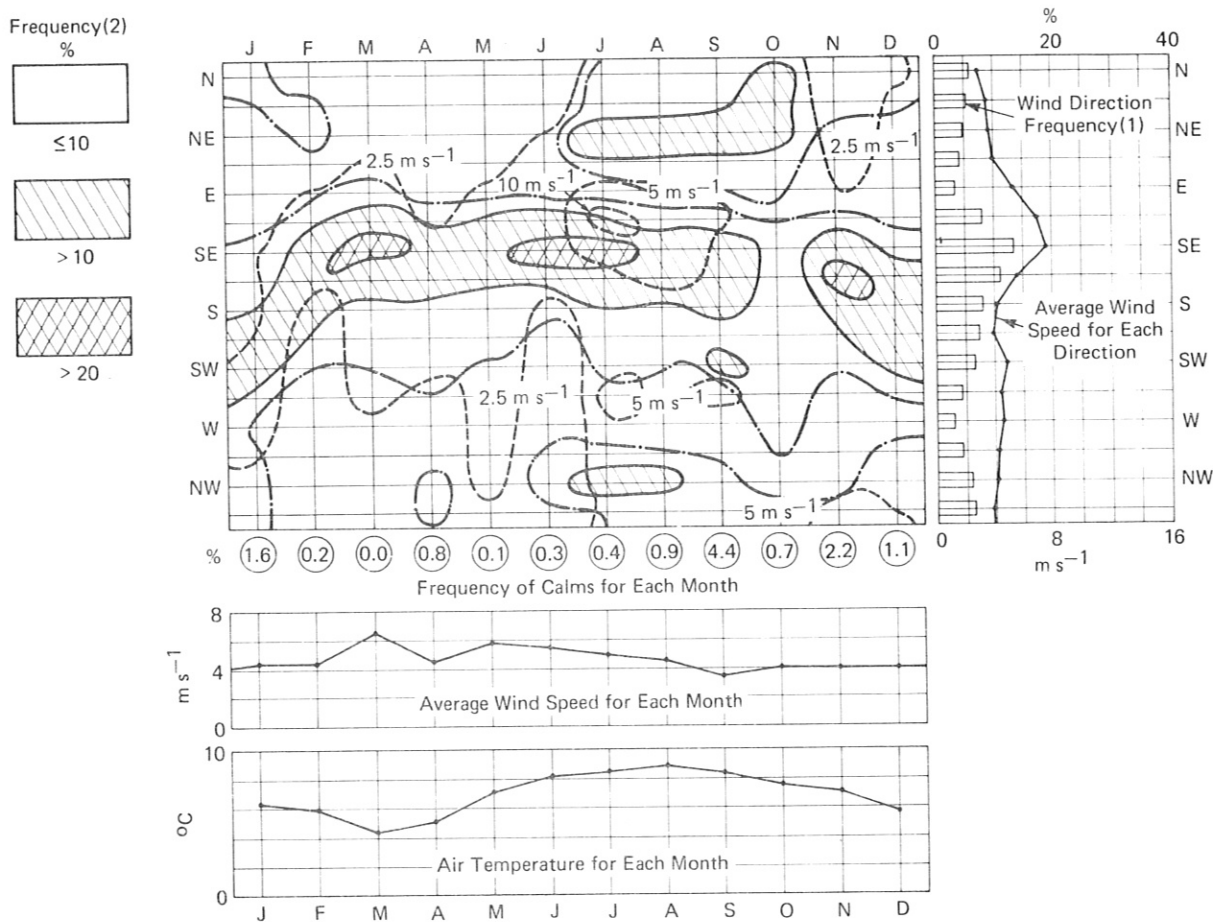 Frequency(2)
%
≤10
>10
>20
J F M A M J J A S O N D
N
NE
E
SE
S
SW
W
NW
2.5 m s⁻¹
10 m s⁻¹
5 m s⁻¹
2.5 m s⁻¹
2.5 m s⁻¹
5 m s⁻¹
5 m s⁻¹
%
0 20 40
N
NE
E
SE
S
SW
W
NW
Wind Direction
Frequency(1)
Average Wind
Speed for Each
Direction
0 8 16
m s⁻¹
% 1.6 0.2 0.0 0.8 0.1 0.3 0.4 0.9 4.4 0.7 2.2 1.1
Frequency of Calms for Each Month
8
4
0
m s⁻¹
Average Wind Speed for Each Month
10
0
°C
Air Temperature for Each Month
J F M A M J J A S O N D